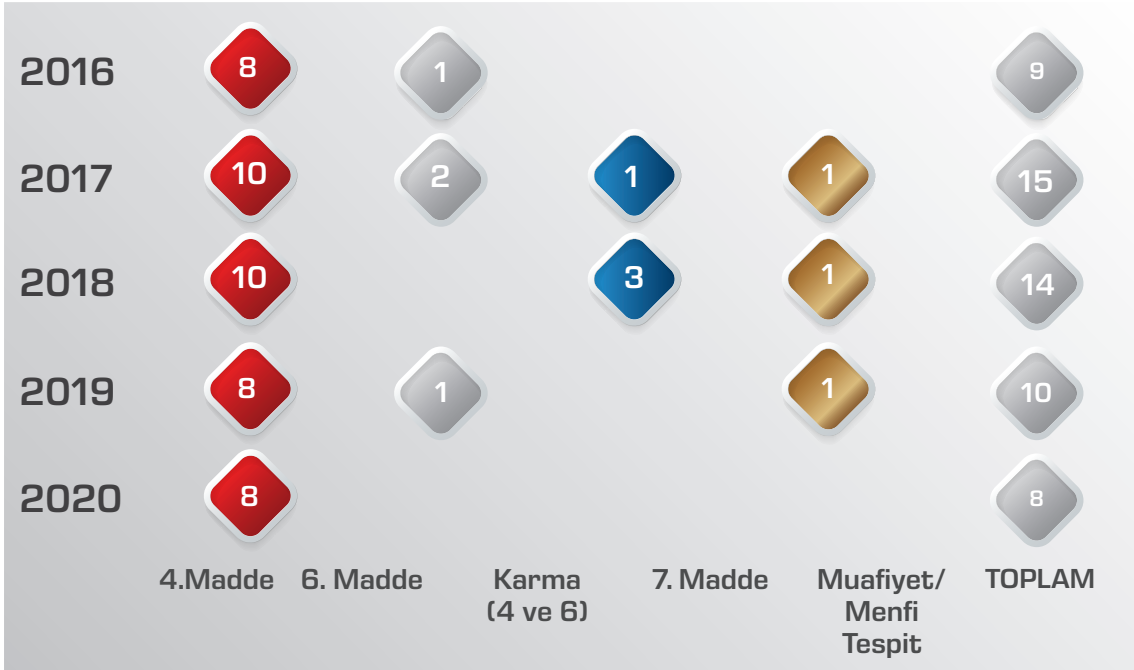 2016 8 1 9
2017 10 2 1 1 15
2018 10 3 1 14
2019 8 1 1 10
2020 8 8
4.Madde 6. Madde Karma 7. Madde Muafiyet/ TOPLAM
(4 ve 6) Menfi
Tespit